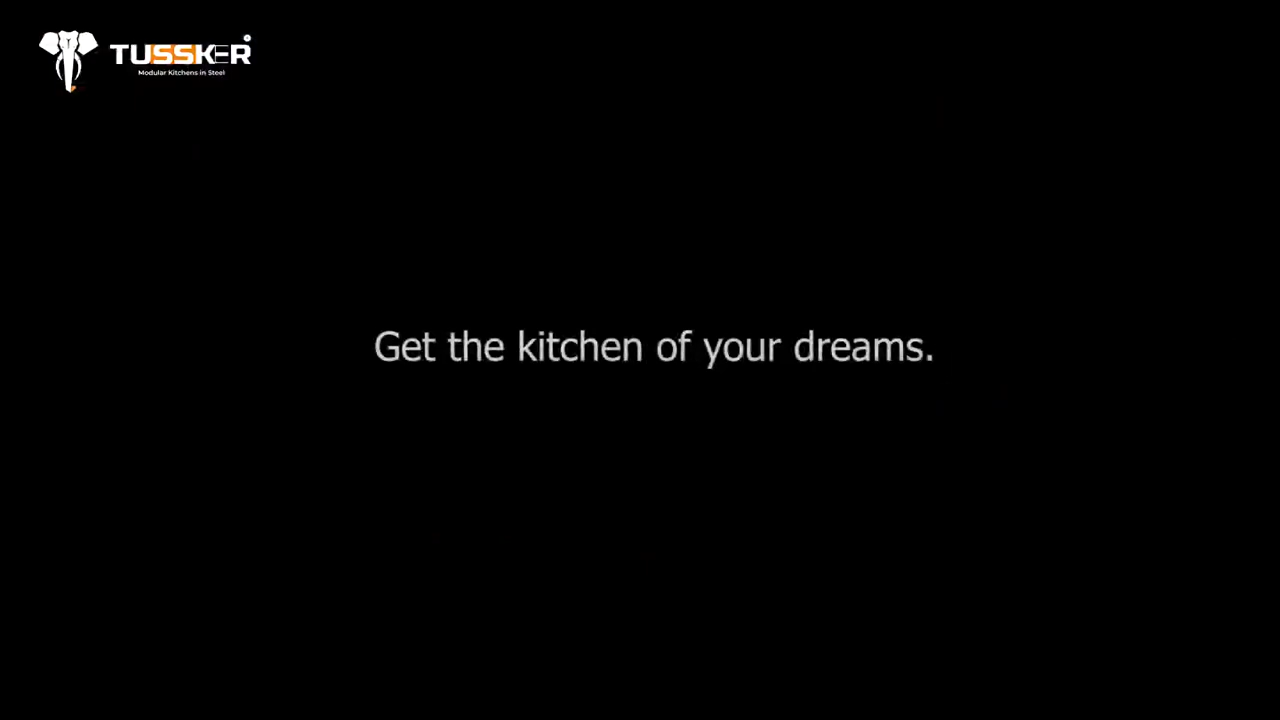 TUSSKER
Modular Kitchens in Steel
Get the kitchen of your dreams.